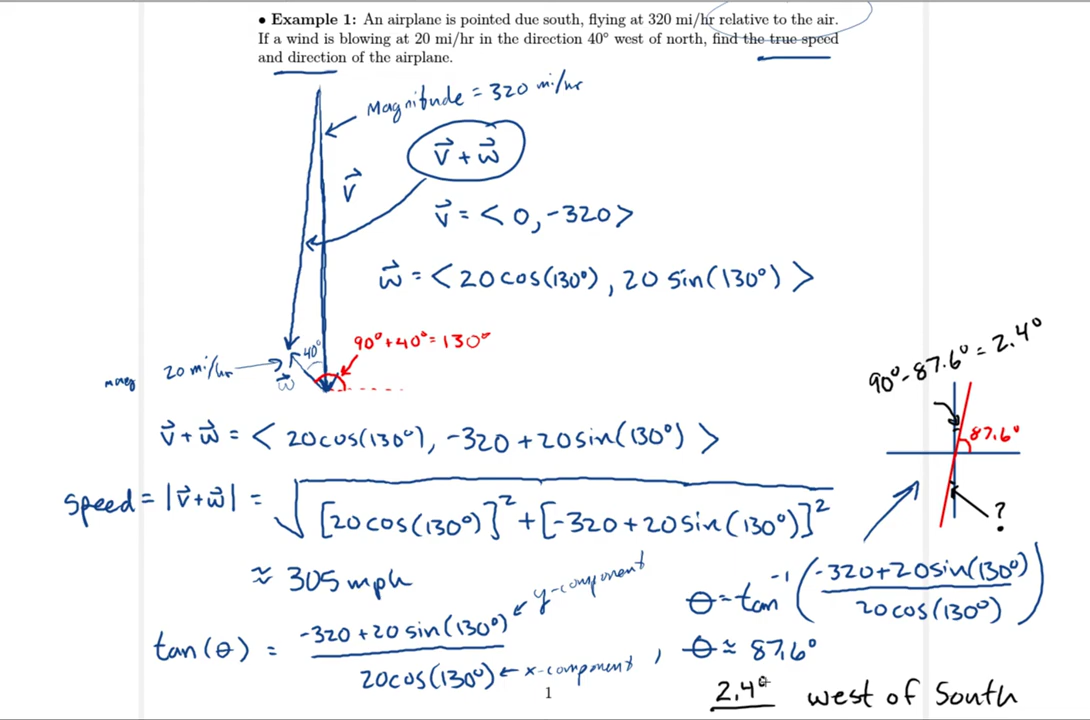 • Example 1: An airplane is pointed due south, flying at 320 mi/hr relative to the air.
If a wind is blowing at 20 mi/hr in the direction 40° west of north, find the true speed
and direction of the airplane.
Magnitude = 320 mi/hr
v⃗ + w⃗
v⃗
v⃗ = < 0, -320 >
w⃗ = < 20 cos(130°), 20 sin(130°) >
40°
90° + 40° = 130°
mag 20 mi/hr
w⃗
90° - 87.6° = 2.4°
87.6°
?
v⃗ + w⃗ = < 20 cos(130°), -320 + 20 sin(130°) >
speed = |v⃗ + w⃗| = √([20 cos(130°)]² + [-320 + 20 sin(130°)]²)
≈ 305 mph
tan(θ) = (-320 + 20 sin(130°)) / (20 cos(130°)) ,
← y-component
← x-component
θ = tan⁻¹((-320 + 20 sin(130°)) / (20 cos(130°)))
θ ≈ 87.6°
2.4° west of South
1